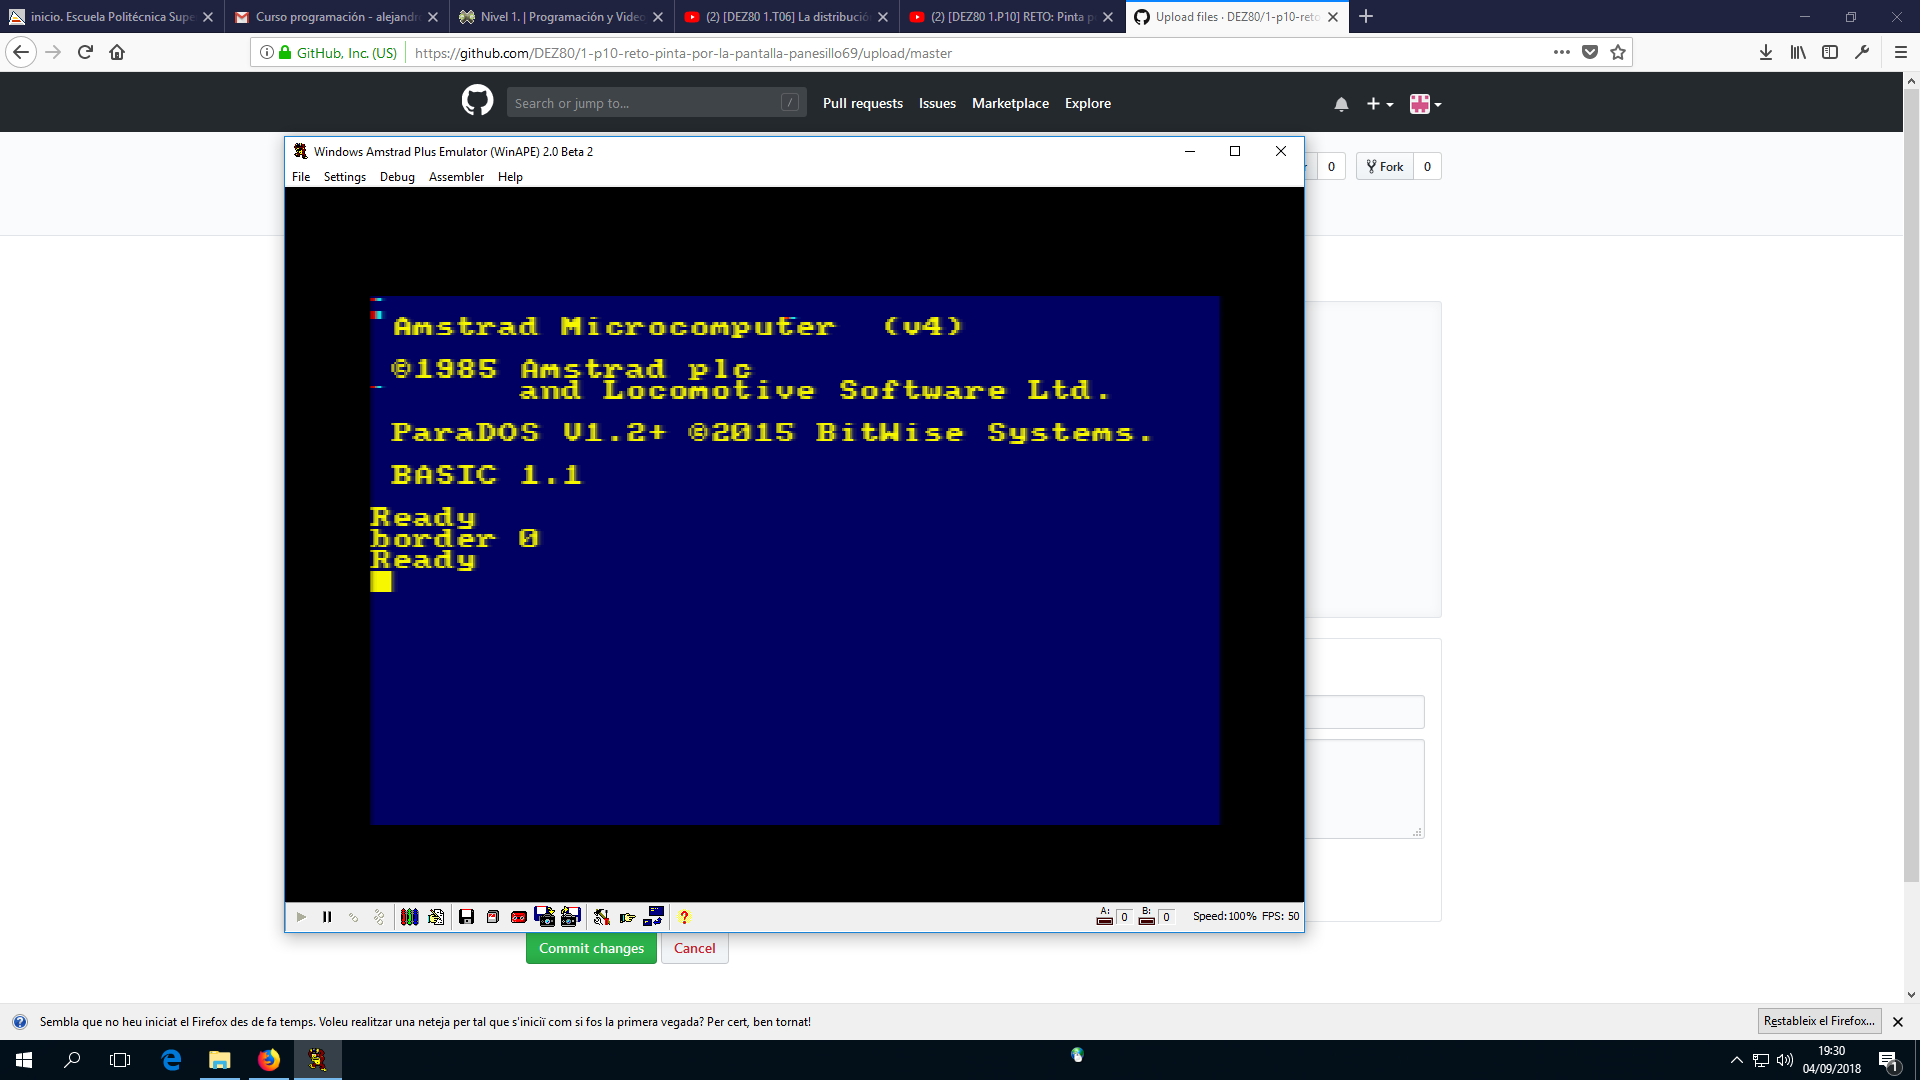 inicio. Escuela Politécnica Supe
Curso programación - alejandr
Nivel 1. | Programación y Video
(2) [DEZ80 1.T06] La distribució
(2) [DEZ80 1.P10] RETO: Pinta p
Upload files · DEZ80/1-p10-reto
GitHub, Inc. (US)
https://github.com/DEZ80/1-p10-reto-pinta-por-la-pantalla-panesillo69/upload/master
Search or jump to...
/
Pull requests
Issues
Marketplace
Explore
Windows Amstrad Plus Emulator (WinAPE) 2.0 Beta 2
0
Fork
0
File
Settings
Debug
Assembler
Help
Amstrad Microcomputer (v4)
©1985 Amstrad plc
and Locomotive Software Ltd.
ParaDOS V1.2+ ©2015 BitWise Systems.
BASIC 1.1
Ready
border 0
Ready
A:
0
B:
0
Speed:100% FPS: 50
Commit changes
Cancel
Sembla que no heu iniciat el Firefox des de fa temps. Voleu realitzar una neteja per tal que s'iniciï com si fos la primera vegada? Per cert, ben tornat!
Restableix el Firefox...
19:30
04/09/2018
1